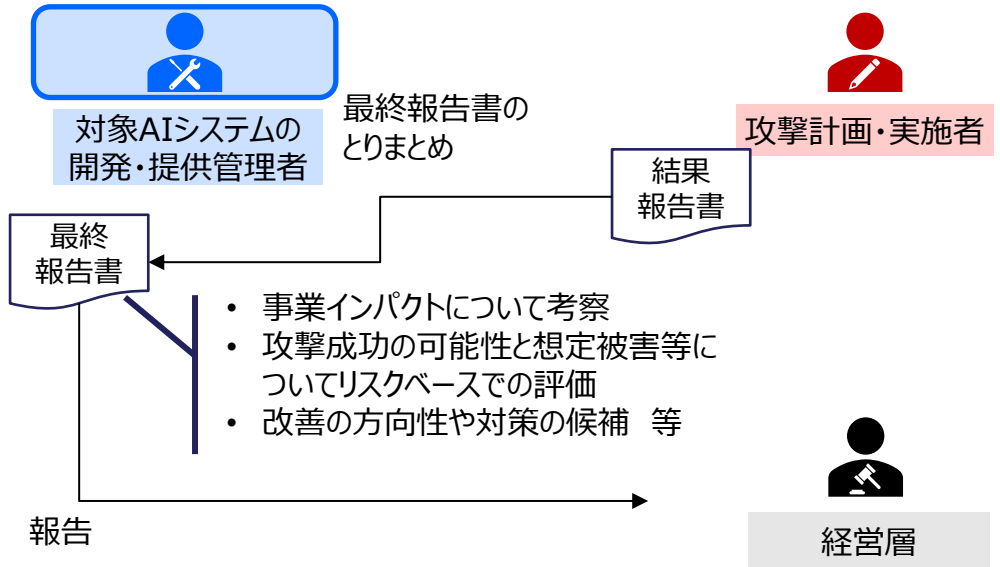 対象AIシステムの
開発・提供管理者
最終報告書の
とりまとめ
攻撃計画・実施者
結果
報告書
最終
報告書
• 事業インパクトについて考察
• 攻撃成功の可能性と想定被害等に
ついてリスクベースでの評価
• 改善の方向性や対策の候補　等
報告
経営層